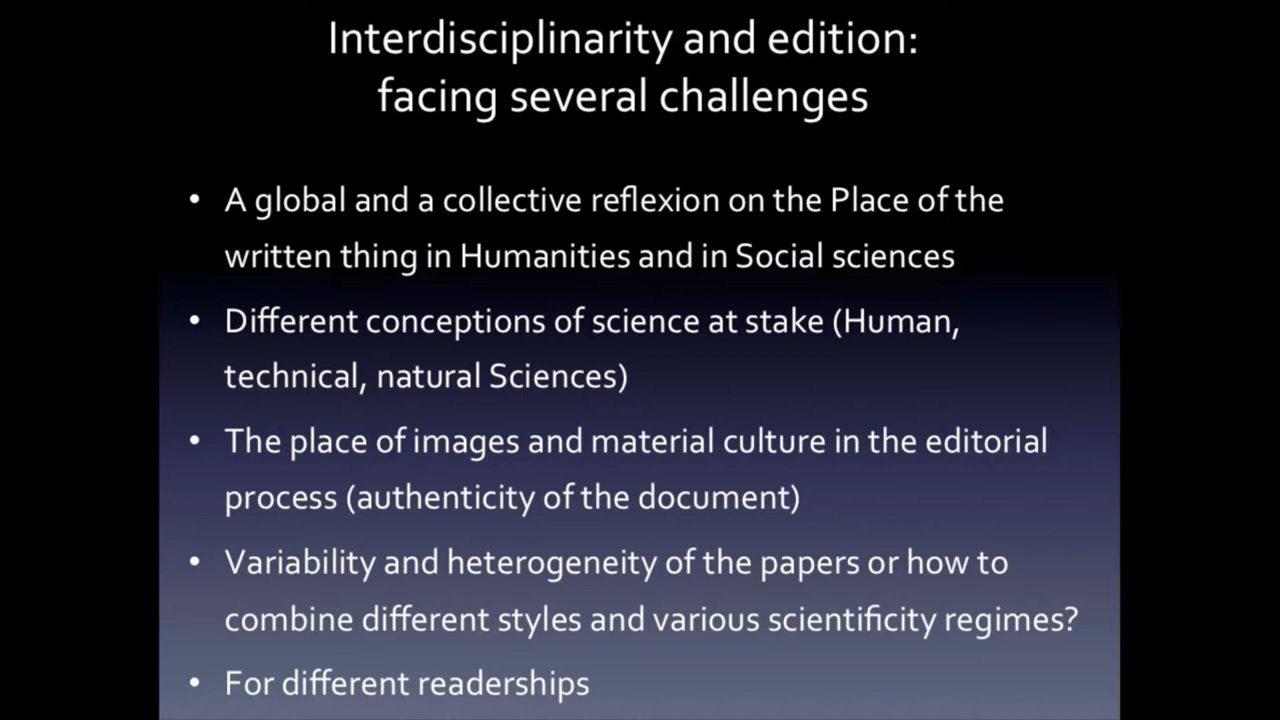 Interdisciplinarity and edition:
facing several challenges
• A global and a collective reflexion on the Place of the
written thing in Humanities and in Social sciences
• Different conceptions of science at stake (Human,
technical, natural Sciences)
• The place of images and material culture in the editorial
process (authenticity of the document)
• Variability and heterogeneity of the papers or how to
combine different styles and various scientificity regimes?
• For different readerships